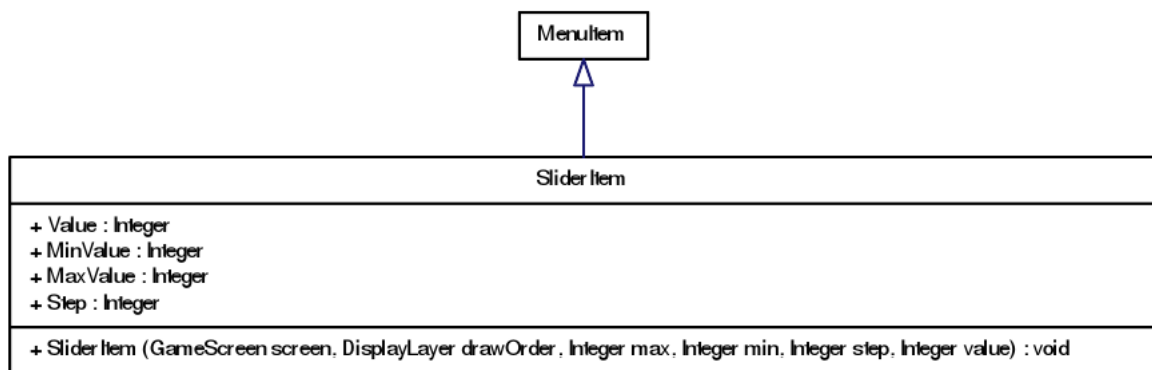 MenuItem
SliderItem
+ Value : Integer
+ MinValue : Integer
+ MaxValue : Integer
+ Step : Integer
+ SliderItem (GameScreen screen, DisplayLayer drawOrder, Integer max, Integer min, Integer step, Integer value) : void